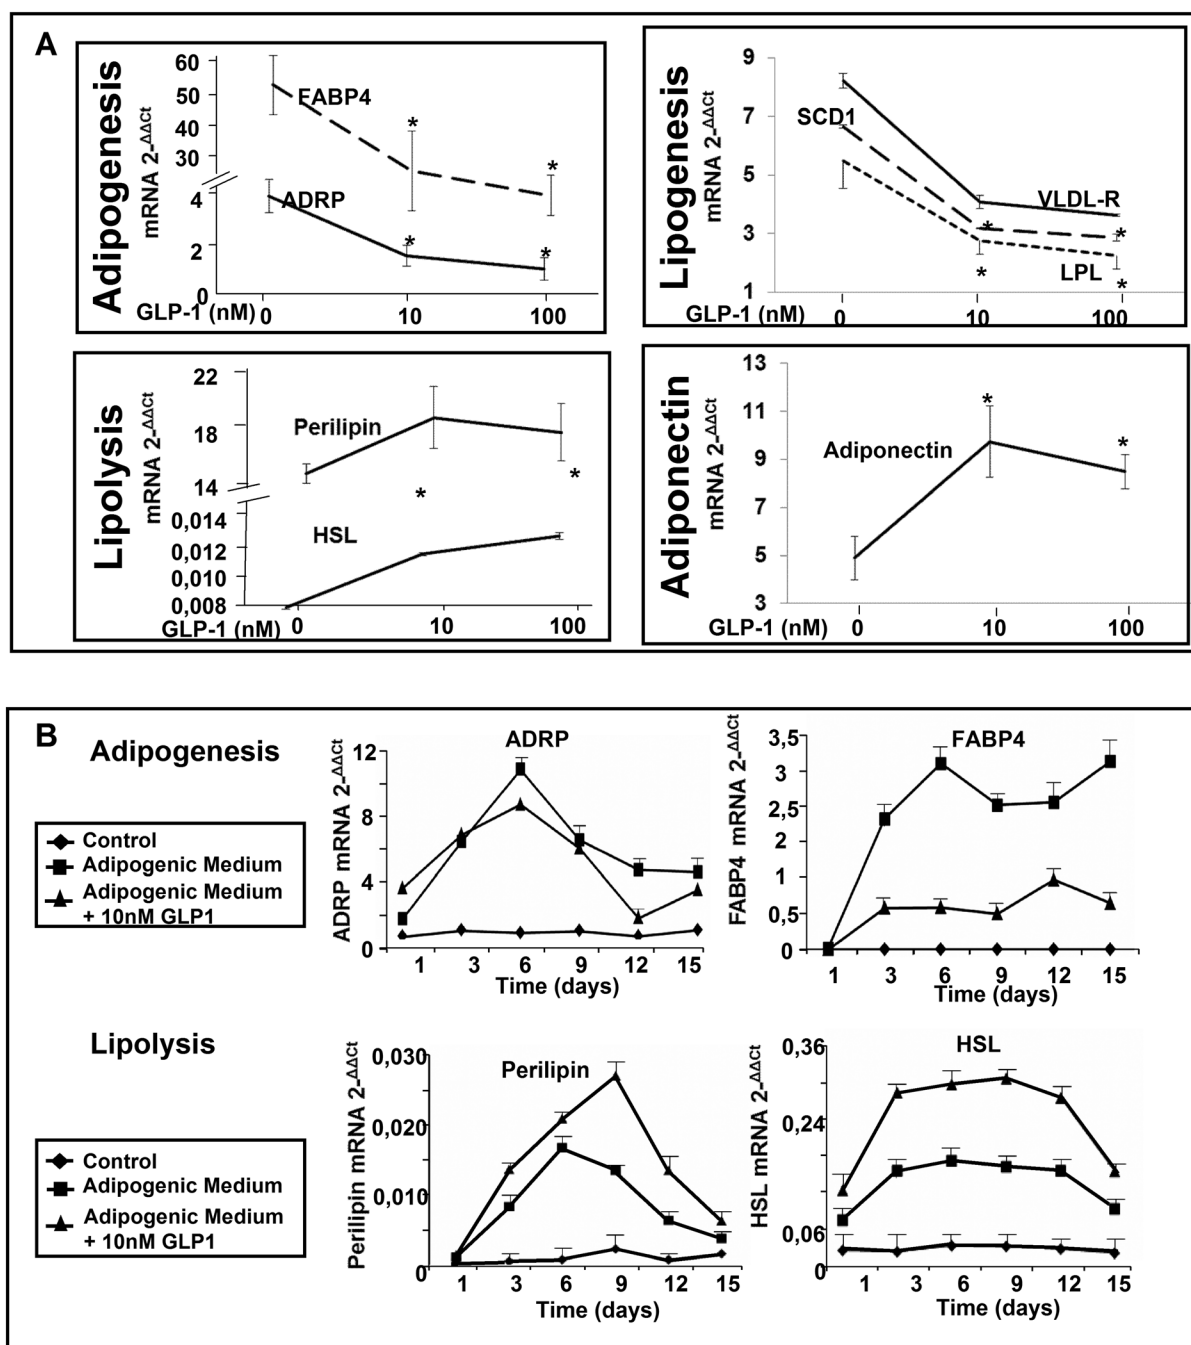 A
Adipogenesis
mRNA 2-ΔΔCt
60
50
40
30
4
2
0
FABP4
*
*
ADRP
*
*
GLP-1 (nM) 0 10 100
Lipogenesis
mRNA 2-ΔΔCt
9
7
5
3
1
SCD1
VLDL-R
*
*
LPL
*
*
GLP-1 (nM) 0 10 100
Lipolysis
mRNA 2-ΔΔCt
22
18
14
0,014
0,012
0,010
0,008
Perilipin
*
*
HSL
GLP-1 (nM) 0 10 100
Adiponectin
mRNA 2-ΔΔCt
13
11
9
7
5
3
Adiponectin
*
*
GLP-1 (nM) 0 10 100
B
Adipogenesis
Control
Adipogenic Medium
Adipogenic Medium
+ 10nM GLP1
ADRP
ADRP mRNA 2-ΔΔCt
12
8
4
0
1 3 6 9 12 15
Time (days)
FABP4
FABP4 mRNA 2-ΔΔCt
3,5
3
2,5
2
1
0,5
0
1 3 6 9 12 15
Time (days)
Lipolysis
Control
Adipogenic Medium
Adipogenic Medium
+ 10nM GLP1
Perilipin
Perilipin mRNA 2-ΔΔCt
0,030
0,020
0,010
0
1 3 6 9 12 15
Time (days)
HSL
HSL mRNA 2-ΔΔCt
0,36
0,24
0,06
0
1 3 6 9 12 15
Time (days)